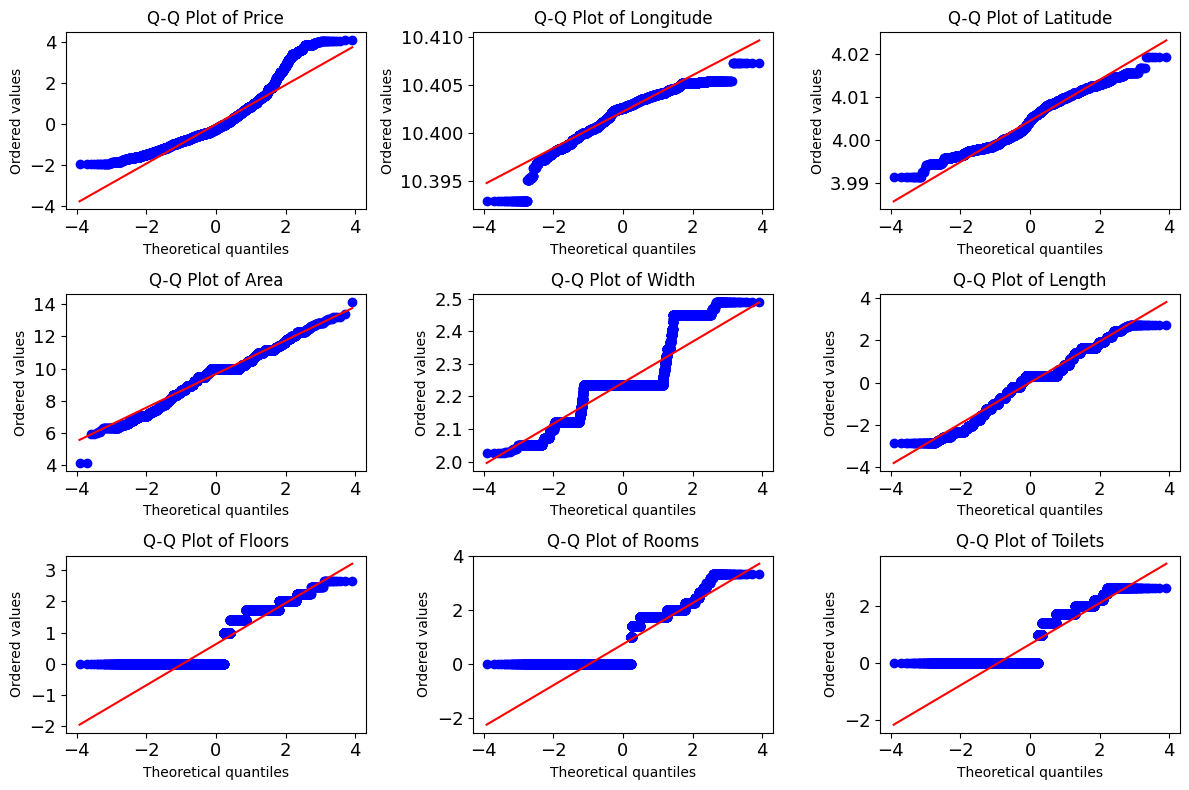 Q-Q Plot of Price
Ordered values
4
2
0
−2
−4
−4 −2 0 2 4
Theoretical quantiles
Q-Q Plot of Longitude
Ordered values
10.410
10.405
10.400
10.395
−4 −2 0 2 4
Theoretical quantiles
Q-Q Plot of Latitude
Ordered values
4.02
4.01
4.00
3.99
−4 −2 0 2 4
Theoretical quantiles
Q-Q Plot of Area
Ordered values
14
12
10
8
6
4
−4 −2 0 2 4
Theoretical quantiles
Q-Q Plot of Width
Ordered values
2.5
2.4
2.3
2.2
2.1
2.0
−4 −2 0 2 4
Theoretical quantiles
Q-Q Plot of Length
Ordered values
4
2
0
−2
−4
−4 −2 0 2 4
Theoretical quantiles
Q-Q Plot of Floors
Ordered values
3
2
1
0
−1
−2
−4 −2 0 2 4
Theoretical quantiles
Q-Q Plot of Rooms
Ordered values
4
2
0
−2
−4 −2 0 2 4
Theoretical quantiles
Q-Q Plot of Toilets
Ordered values
2
0
−2
−4 −2 0 2 4
Theoretical quantiles